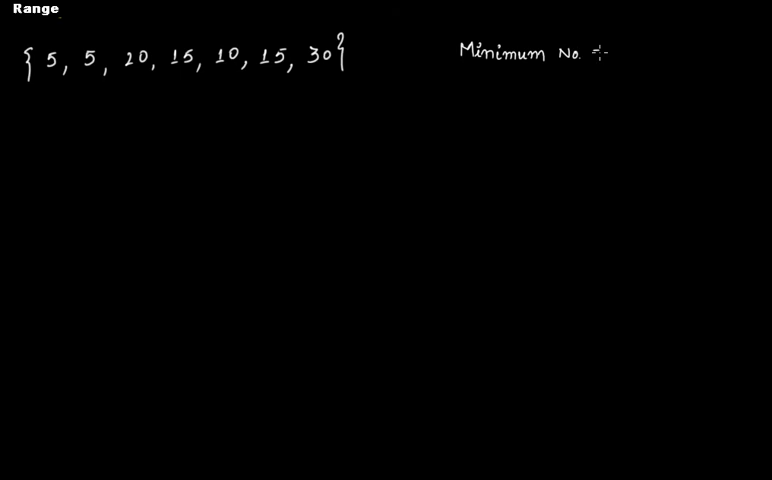 Range
{ 5, 5, 20, 15, 10, 15, 30}
Minimum No. =